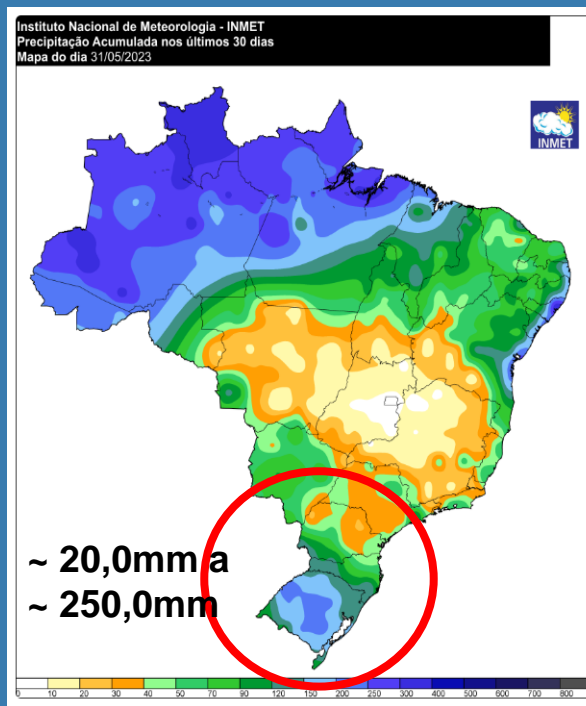 Instituto Nacional de Meteorologia - INMET
Precipitação Acumulada nos últimos 30 dias
Mapa do dia 31/05/2023
INMET
~ 20,0mm a
~ 250,0mm
0 10 20 30 40 50 70 90 120 150 200 250 300 400 500 600 700 800